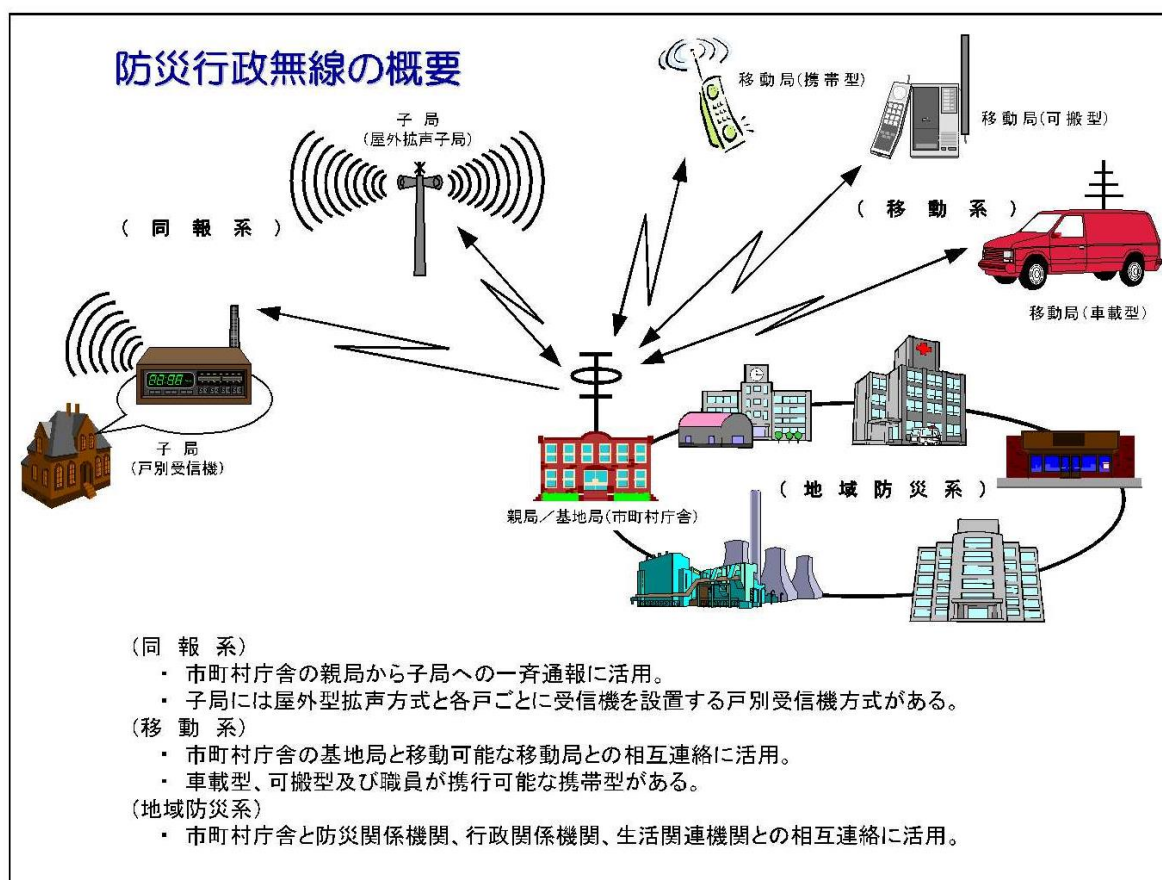 防災行政無線の概要
移動局(携帯型)
移動局(可搬型)
子 局
(屋外拡声子局)
( 同 報 系 )
( 移 動 系 )
移動局(車載型)
子 局
(戸別受信機)
( 地 域 防 災 系 )
親局／基地局(市町村庁舎)
(同 報 系)
・ 市町村庁舎の親局から子局への一斉通報に活用。
・ 子局には屋外型拡声方式と各戸ごとに受信機を設置する戸別受信機方式がある。
(移 動 系)
・ 市町村庁舎の基地局と移動可能な移動局との相互連絡に活用。
・ 車載型、可搬型及び職員が携行可能な携帯型がある。
(地域防災系)
・ 市町村庁舎と防災関係機関、行政関係機関、生活関連機関との相互連絡に活用。